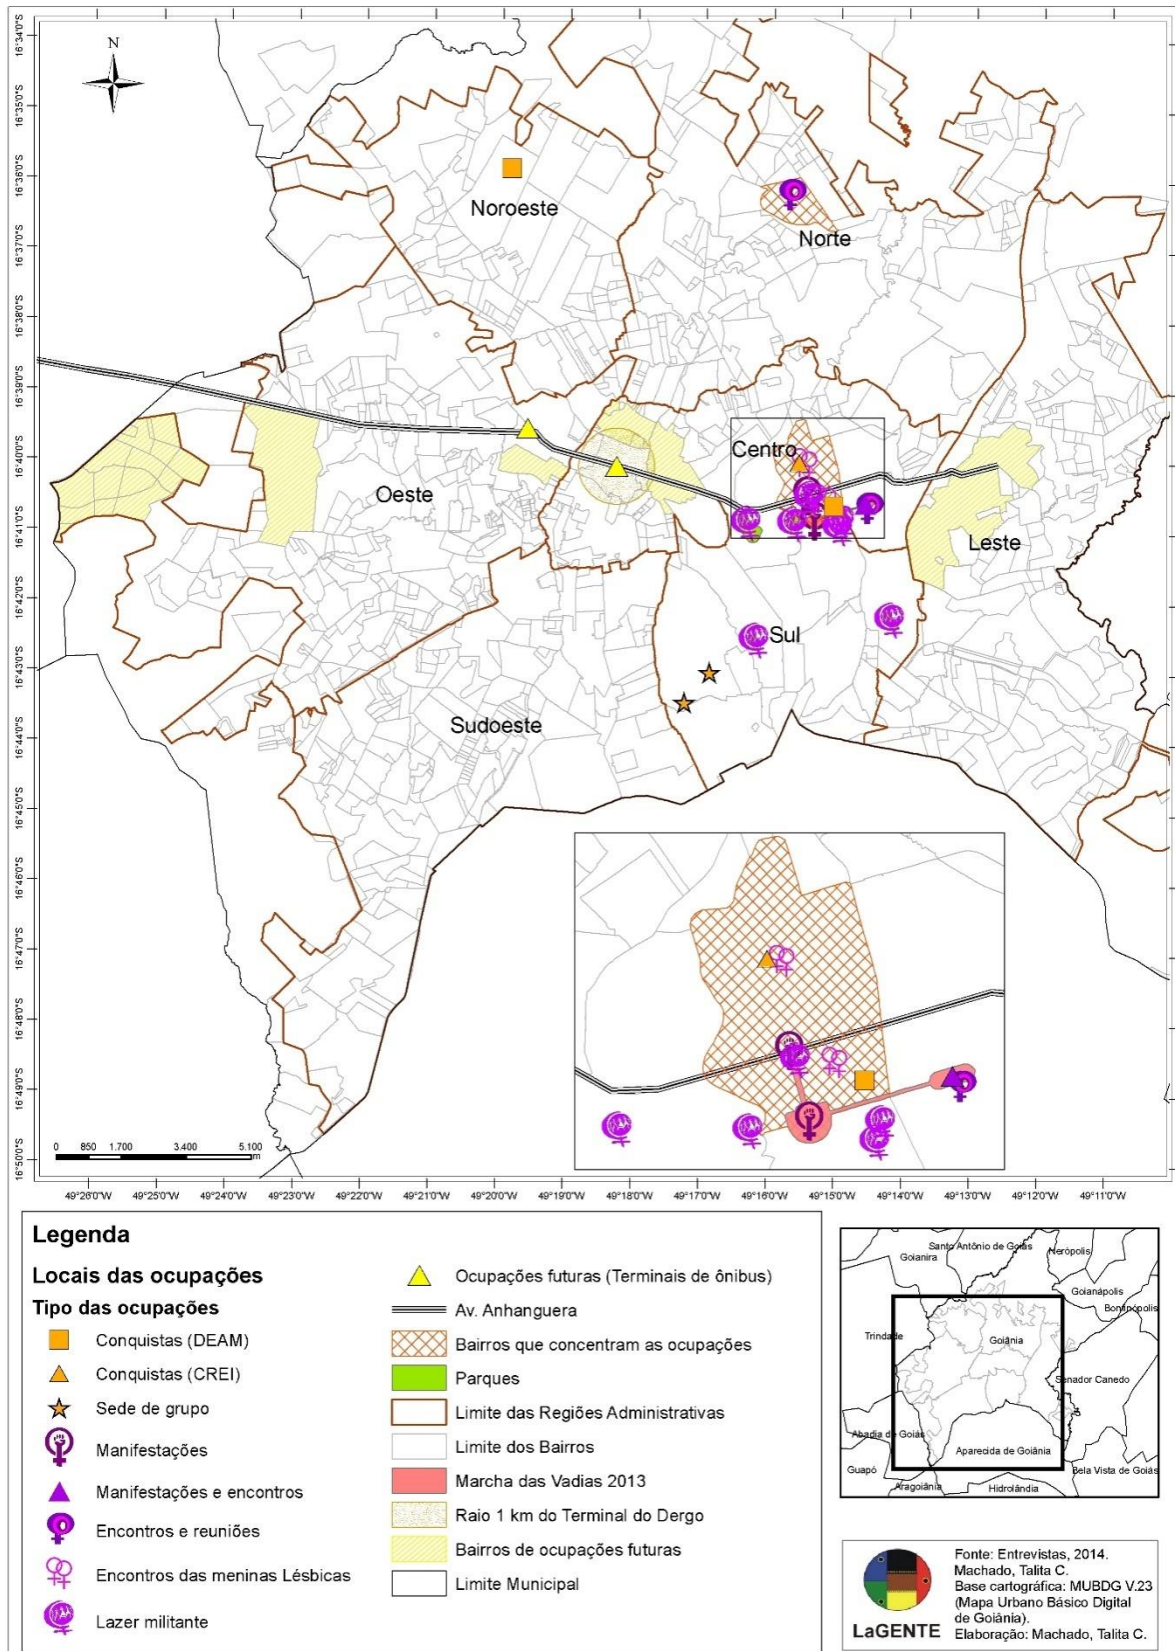 N
16°34'0"S
16°35'0"S
16°36'0"S
16°37'0"S
16°38'0"S
16°39'0"S
16°40'0"S
16°41'0"S
16°42'0"S
16°43'0"S
16°44'0"S
16°45'0"S
16°46'0"S
16°47'0"S
16°48'0"S
16°49'0"S
16°50'0"S
Noroeste
Norte
Centro
Oeste
Leste
Sul
Sudoeste
0 850 1.700 3.400 5.100
m
49°26'0"W 49°25'0"W 49°24'0"W 49°23'0"W 49°22'0"W 49°21'0"W 49°20'0"W 49°19'0"W 49°18'0"W 49°17'0"W 49°16'0"W 49°15'0"W 49°14'0"W 49°13'0"W 49°12'0"W 49°11'0"W
Legenda
Locais das ocupações
Tipo das ocupações
Conquistas (DEAM)
Conquistas (CREI)
Sede de grupo
Manifestações
Manifestações e encontros
Encontros e reuniões
Encontros das meninas Lésbicas
Lazer militante
Ocupações futuras (Terminais de ônibus)
Av. Anhanguera
Bairros que concentram as ocupações
Parques
Limite das Regiões Administrativas
Limite dos Bairros
Marcha das Vadias 2013
Raio 1 km do Terminal do Dergo
Bairros de ocupações futuras
Limite Municipal
Santo Antônio de Goiás
Goianira
Nerópolis
Goianápolis
Bonfinópolis
Trindade
Goiânia
Senador Canedo
Abadia de Goiás
Aparecida de Goiânia
Guapó
Bela Vista de Goiás
Aragoiânia
Hidrolândia
LaGENTE
Fonte: Entrevistas, 2014.
Machado, Talita C.
Base cartográfica: MUBDG V.23
(Mapa Urbano Básico Digital
de Goiânia).
Elaboração: Machado, Talita C.